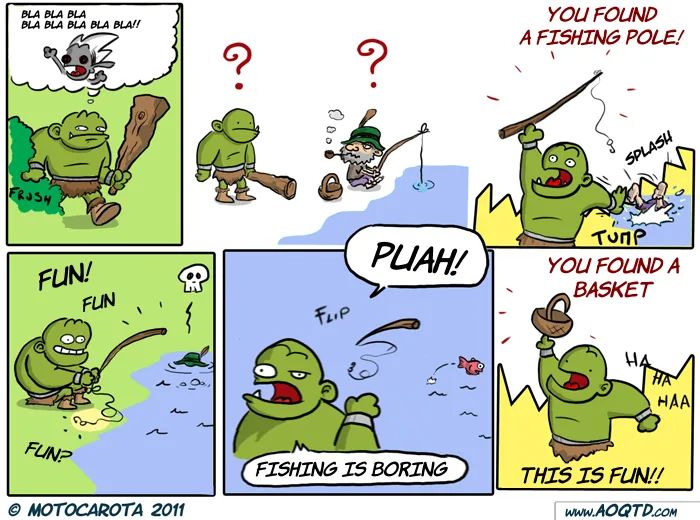 BLA BLA BLA
BLA BLA BLA BLA BLA!!
FRUSH
?
?
YOU FOUND
A FISHING POLE!
SPLASH
TUMP
FUN!
FUN
FUN?
PUAH!
FLIP
FISHING IS BORING
YOU FOUND A
BASKET
HA
HA
HAA
THIS IS FUN!!
© MOTOCAROTA 2011
WWW.AOQTD.COM